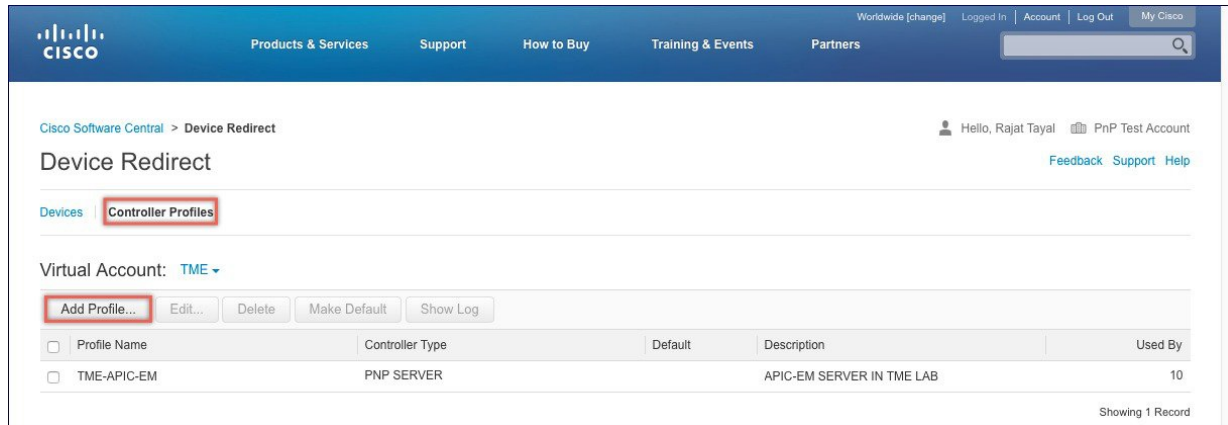 Worldwide [change] Logged In | Account | Log Out My Cisco
CISCO Products & Services Support How to Buy Training & Events Partners
Cisco Software Central > Device Redirect Hello, Rajat Tayal PnP Test Account
Device Redirect Feedback Support Help
Devices Controller Profiles
Virtual Account: TME
Add Profile... Edit... Delete Make Default Show Log
Profile Name Controller Type Default Description Used By
TME-APIC-EM PNP SERVER APIC-EM SERVER IN TME LAB 10
Showing 1 Record